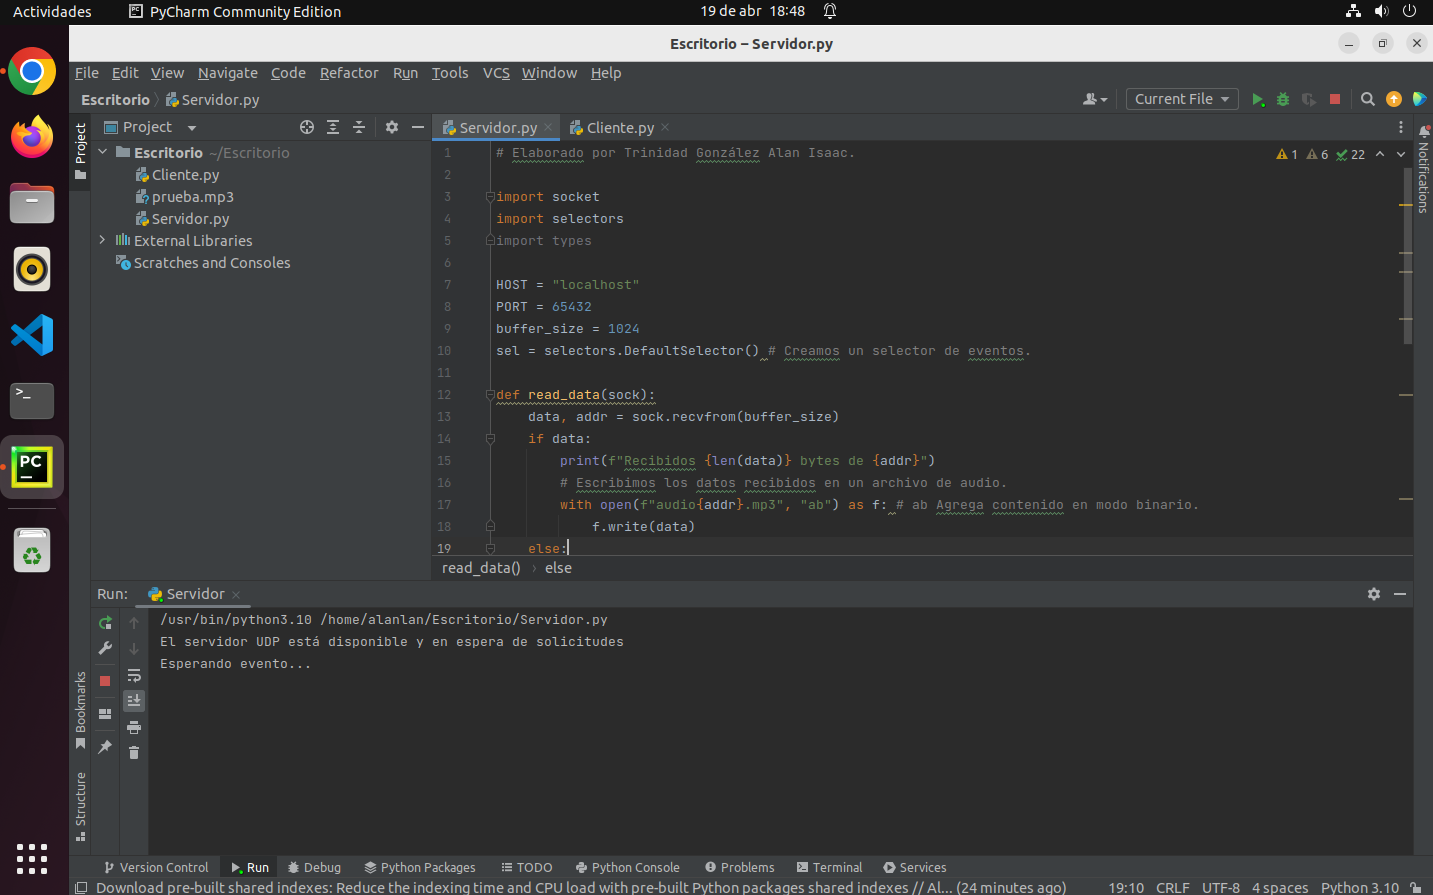 Actividades PyCharm Community Edition 19 de abr 18:48
Escritorio – Servidor.py
File Edit View Navigate Code Refactor Run Tools VCS Window Help
Escritorio Servidor.py Current File
Project Project Servidor.py Cliente.py
Escritorio ~/Escritorio
Cliente.py
prueba.mp3
Servidor.py
External Libraries
Scratches and Consoles
1 # Elaborado por Trinidad González Alan Isaac. 1 6 22
2
3 import socket
4 import selectors
5 import types
6
7 HOST = "localhost"
8 PORT = 65432
9 buffer_size = 1024
10 sel = selectors.DefaultSelector() # Creamos un selector de eventos.
11
12 def read_data(sock):
13 data, addr = sock.recvfrom(buffer_size)
14 if data:
15 print(f"Recibidos {len(data)} bytes de {addr}")
16 # Escribimos los datos recibidos en un archivo de audio.
17 with open(f"audio{addr}.mp3", "ab") as f: # ab Agrega contenido en modo binario.
18 f.write(data)
19 else:
read_data() else
Notifications
Run: Servidor
/usr/bin/python3.10 /home/alanlan/Escritorio/Servidor.py
El servidor UDP está disponible y en espera de solicitudes
Esperando evento...
Bookmarks
Structure
Version Control Run Debug Python Packages TODO Python Console Problems Terminal Services
Download pre-built shared indexes: Reduce the indexing time and CPU load with pre-built Python packages shared indexes // Al... (24 minutes ago) 19:10 CRLF UTF-8 4 spaces Python 3.10
PC
PC
>_